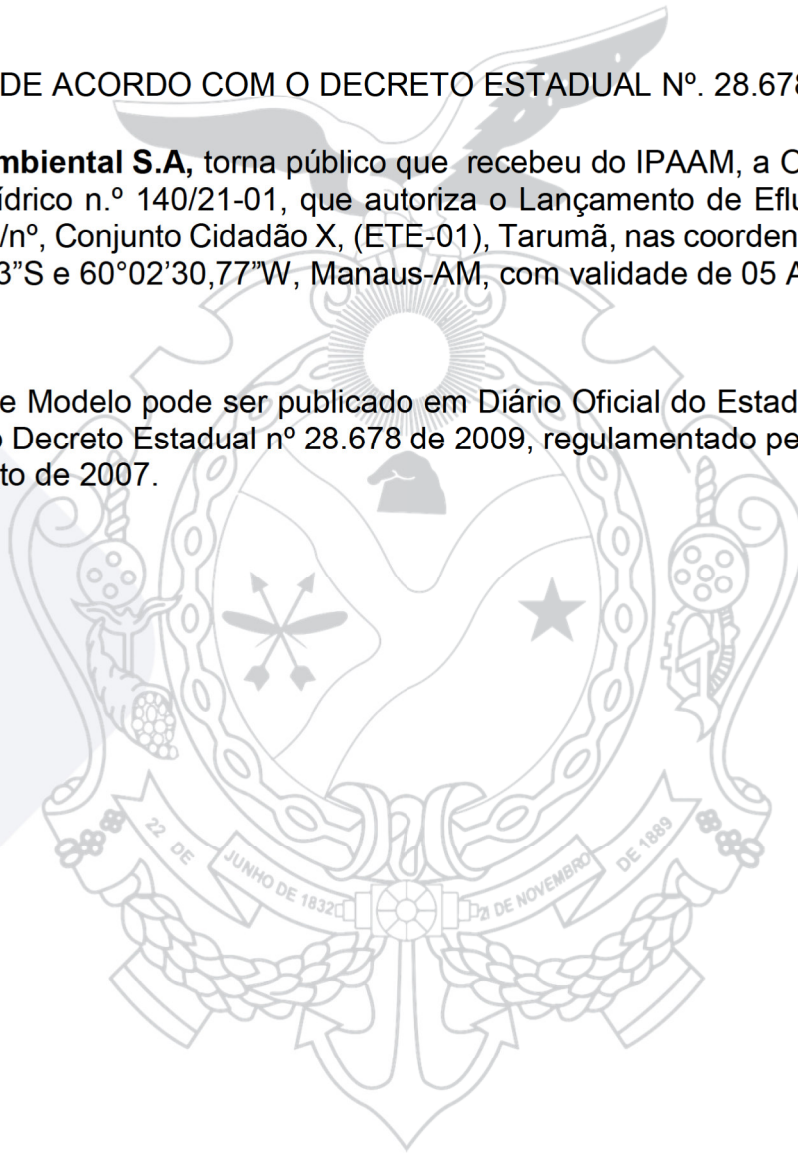 DE ACORDO COM O DECRETO ESTADUAL Nº. 28.678
mbiental S.A, torna público que recebeu do IPAAM, a O
ídrico n.º 140/21-01, que autoriza o Lançamento de Eflu
/nº, Conjunto Cidadão X, (ETE-01), Tarumã, nas coorden
3”S e 60°02’30,77”W, Manaus-AM, com validade de 05 A
e Modelo pode ser publicado em Diário Oficial do Estad
o Decreto Estadual nº 28.678 de 2009, regulamentado pe
to de 2007.
22 DE JUNHO DE 1832
21 DE NOVEMBRO DE 1889